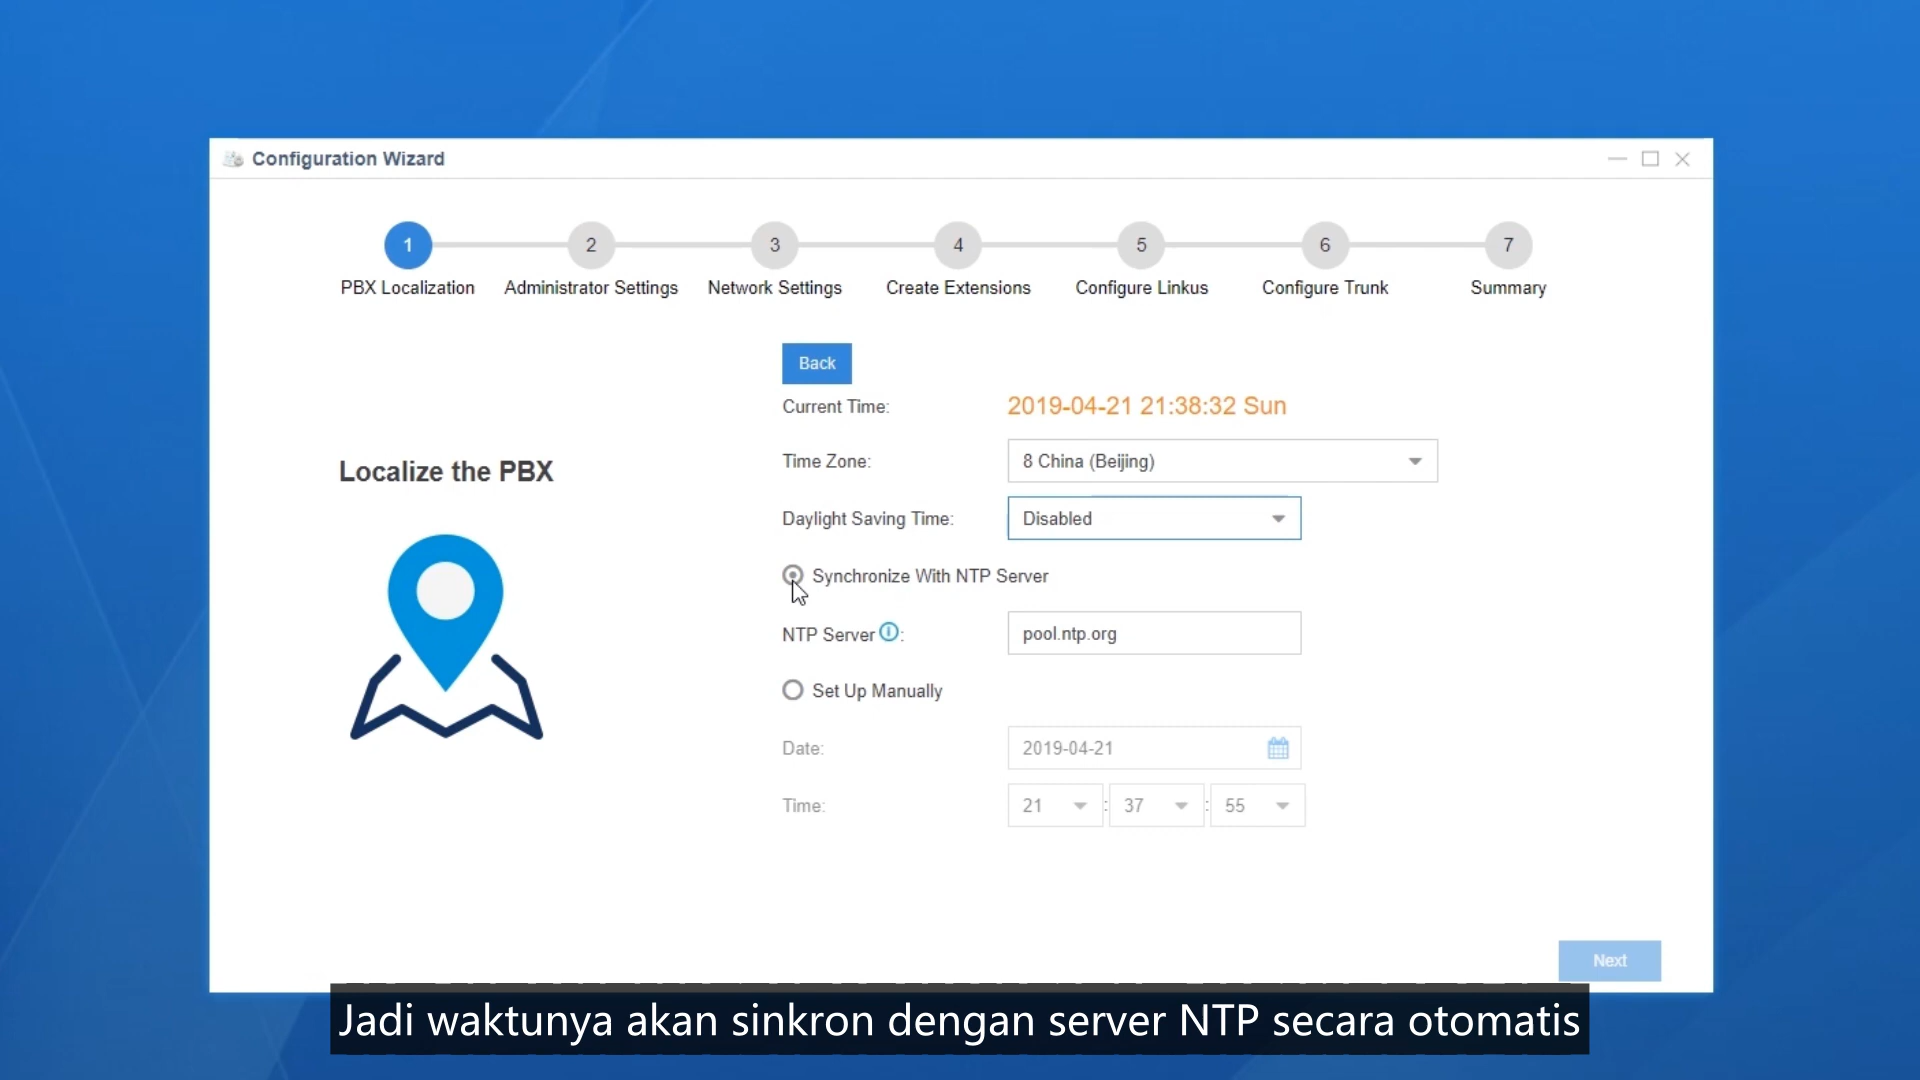 Configuration Wizard
1 2 3 4 5 6 7
PBX Localization Administrator Settings Network Settings Create Extensions Configure Linkus Configure Trunk Summary
Back
Current Time: 2019-04-21 21:38:32 Sun
Time Zone: 8 China (Beijing)
Localize the PBX
Daylight Saving Time: Disabled
Synchronize With NTP Server
NTP Server : pool.ntp.org
Set Up Manually
Date: 2019-04-21
Time: 21 : 37 : 55
Next
Jadi waktunya akan sinkron dengan server NTP secara otomatis